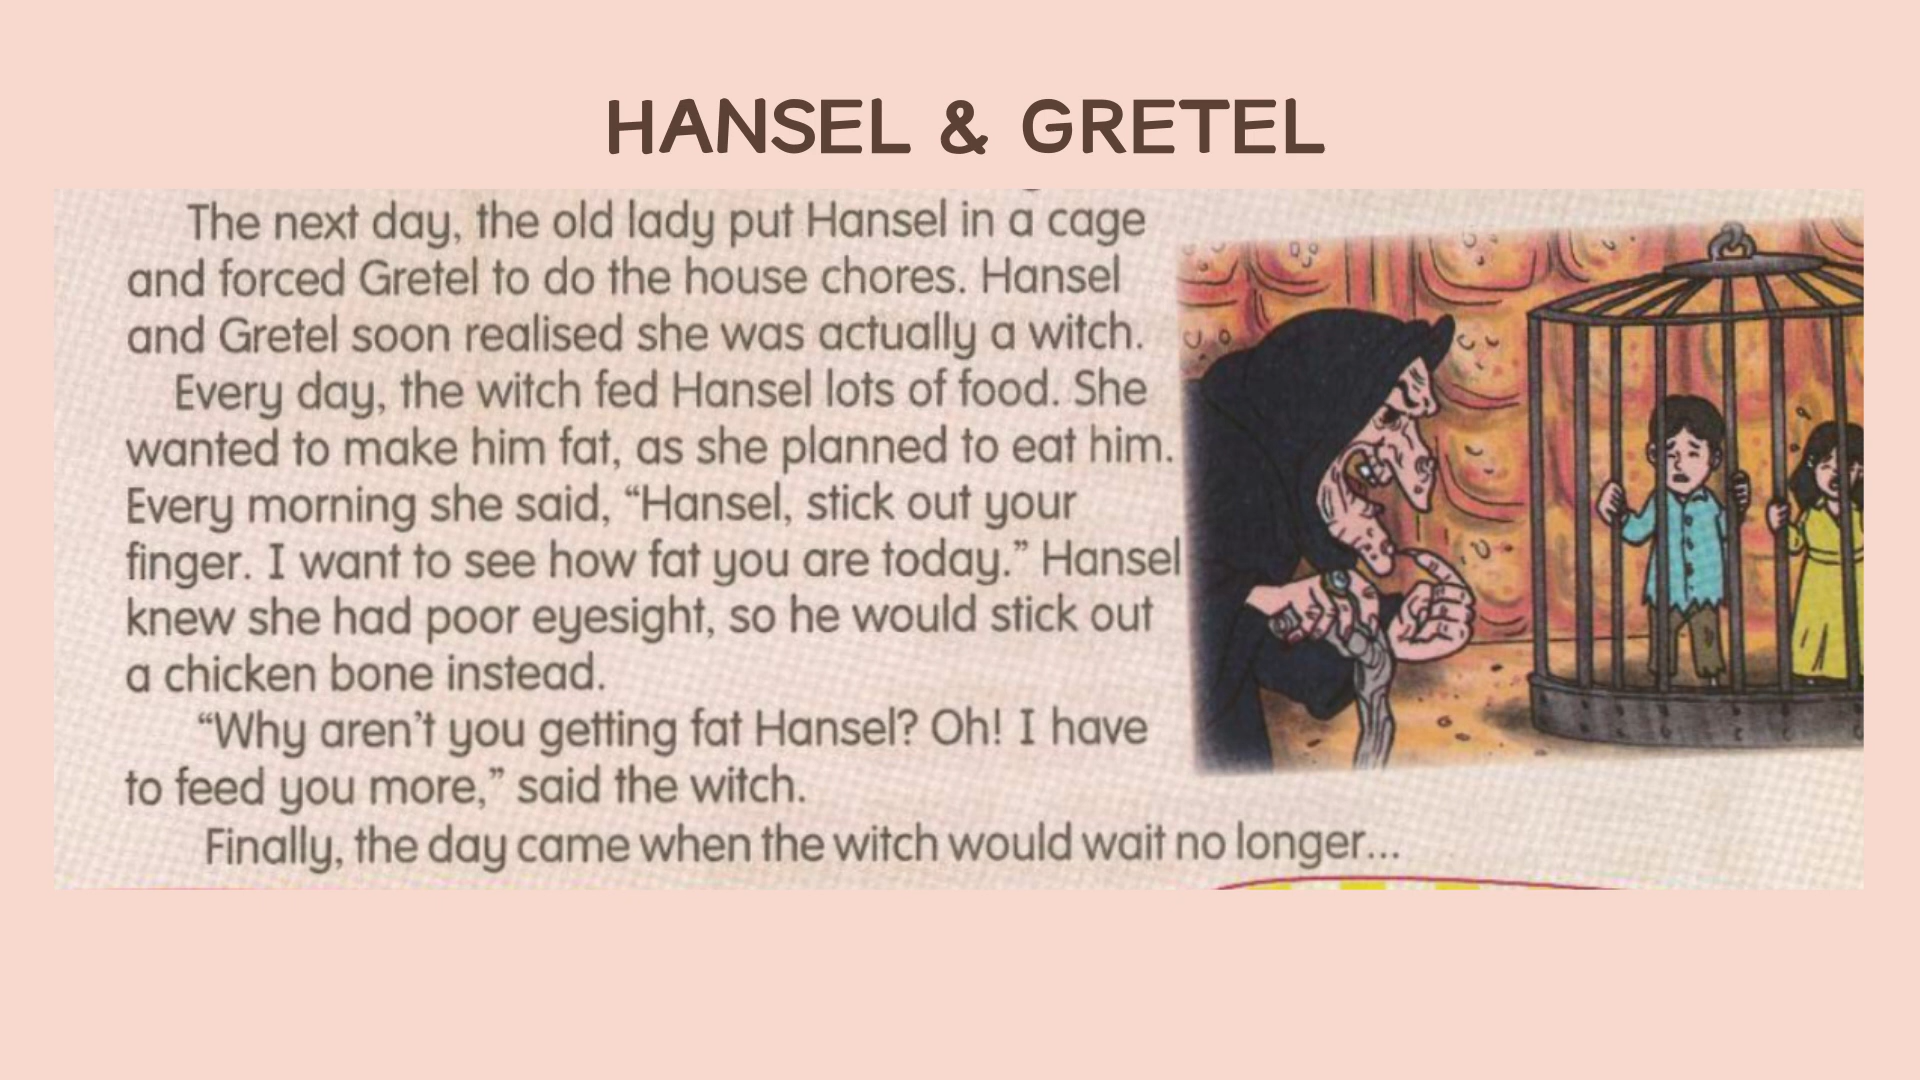 HANSEL & GRETEL
The next day, the old lady put Hansel in a cage
and forced Gretel to do the house chores. Hansel
and Gretel soon realised she was actually a witch.
Every day, the witch fed Hansel lots of food. She
wanted to make him fat, as she planned to eat him.
Every morning she said, “Hansel, stick out your
finger. I want to see how fat you are today.” Hansel
knew she had poor eyesight, so he would stick out
a chicken bone instead.
“Why aren’t you getting fat Hansel? Oh! I have
to feed you more,” said the witch.
Finally, the day came when the witch would wait no longer...